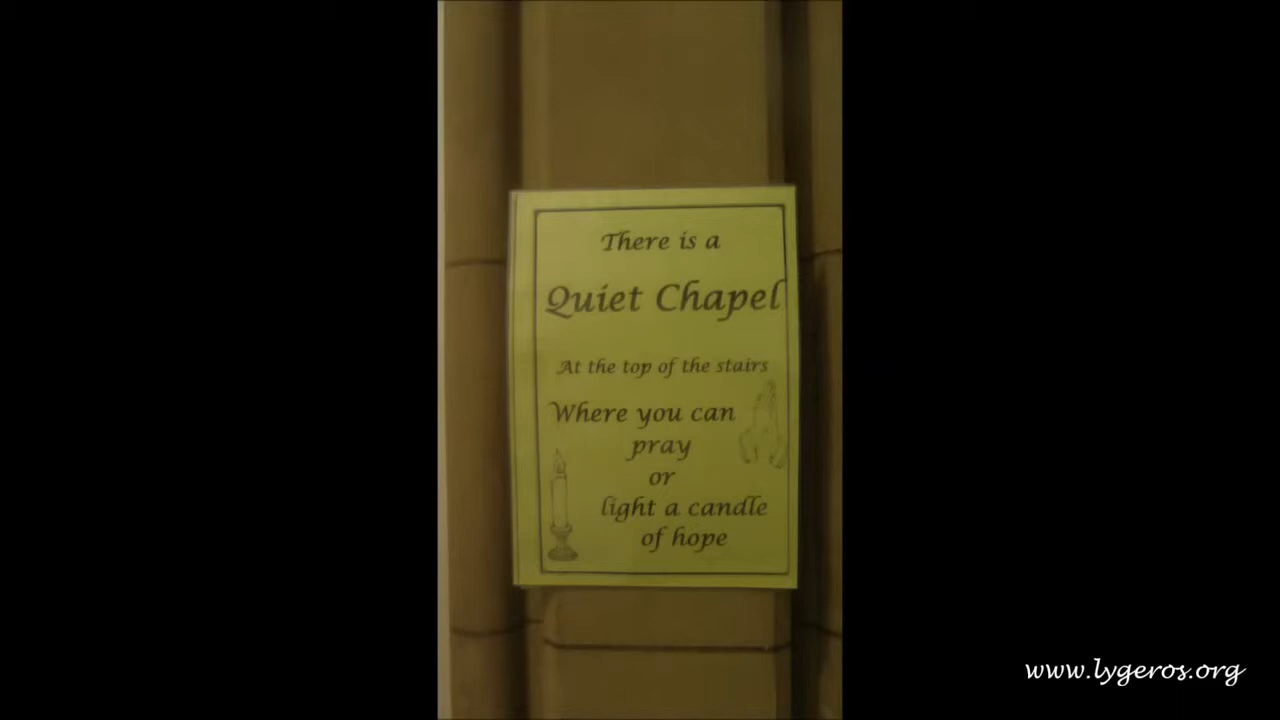 There is a
Quiet Chapel
At the top of the stairs
Where you can
pray
or
light a candle
of hope
www.lygeros.org